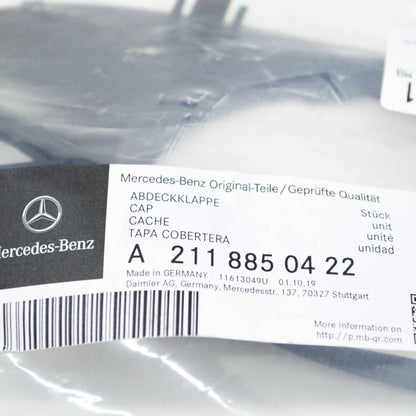 Mercedes-Benz Original-Teile/Geprüfte Qualität
ABDECKKLAPPE
CAP
CACHE
TAPA COBERTERA
Stück
unit
unité
unidad
Mercedes-Benz
A 211 885 04 22
Made in GERMANY 11613049U 01.10.19
Daimler AG, Germany, Mercedesstr. 137, 70327 Stuttgart
More information on
http://p.mb-qr.com